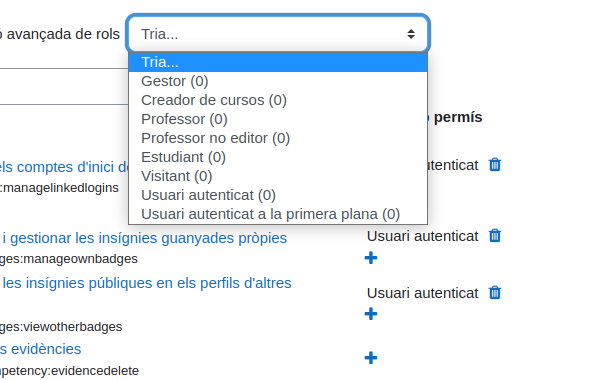 ó avançada de rols Tria...
Tria...
Gestor (0)
Creador de cursos (0)
Professor (0)
Professor no editor (0)
Estudiant (0)
Visitant (0)
Usuari autenticat (0)
Usuari autenticat a la primera plana (0)
permís
els comptes d'inici de
:managelinkedlogins
tenticat
i gestionar les insígnies guanyades pròpies
ges:manageownbadges
Usuari autenticat
les insígnies públiques en els perfils d'altres
ges:viewotherbadges
Usuari autenticat
s evidències
mpetency:evidencedelete